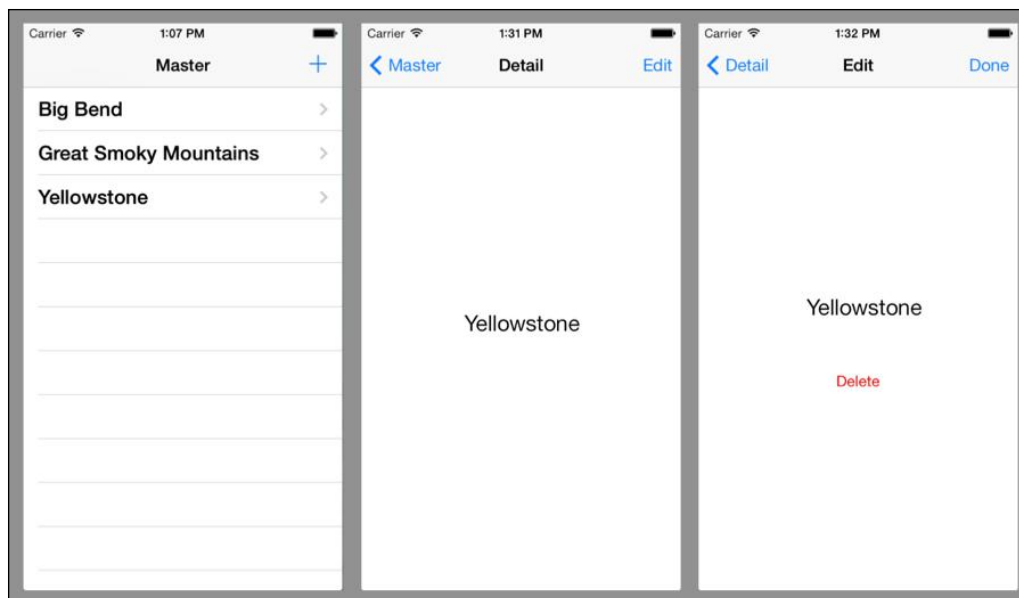 Carrier 1:07 PM
Master +
Big Bend
Great Smoky Mountains
Yellowstone
Carrier 1:31 PM
Master Detail Edit
Yellowstone
Carrier 1:32 PM
Detail Edit Done
Yellowstone
Delete